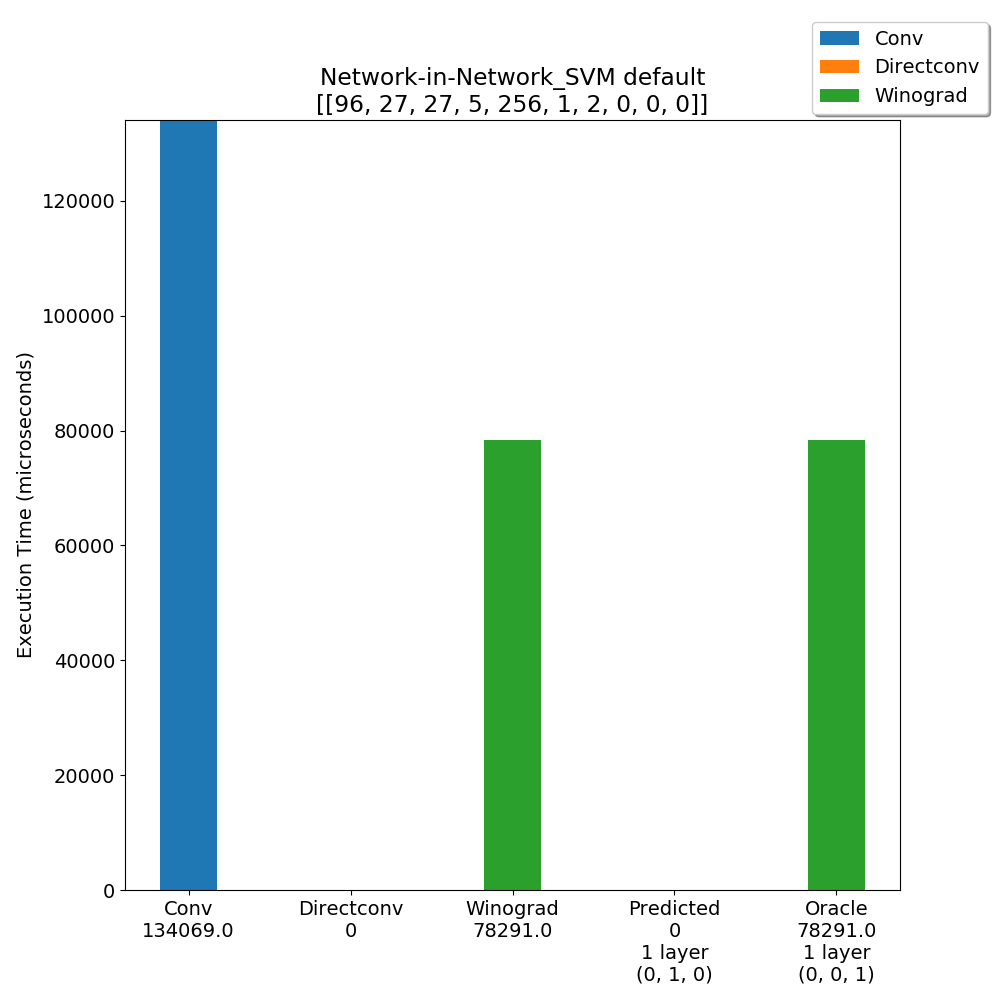 Conv
Directconv
Winograd
Network-in-Network_SVM default
[[96, 27, 27, 5, 256, 1, 2, 0, 0, 0]]
Execution Time (microseconds)
120000
100000
80000
60000
40000
20000
0
Conv
134069.0
Directconv
0
Winograd
78291.0
Predicted
0
1 layer
(0, 1, 0)
Oracle
78291.0
1 layer
(0, 0, 1)